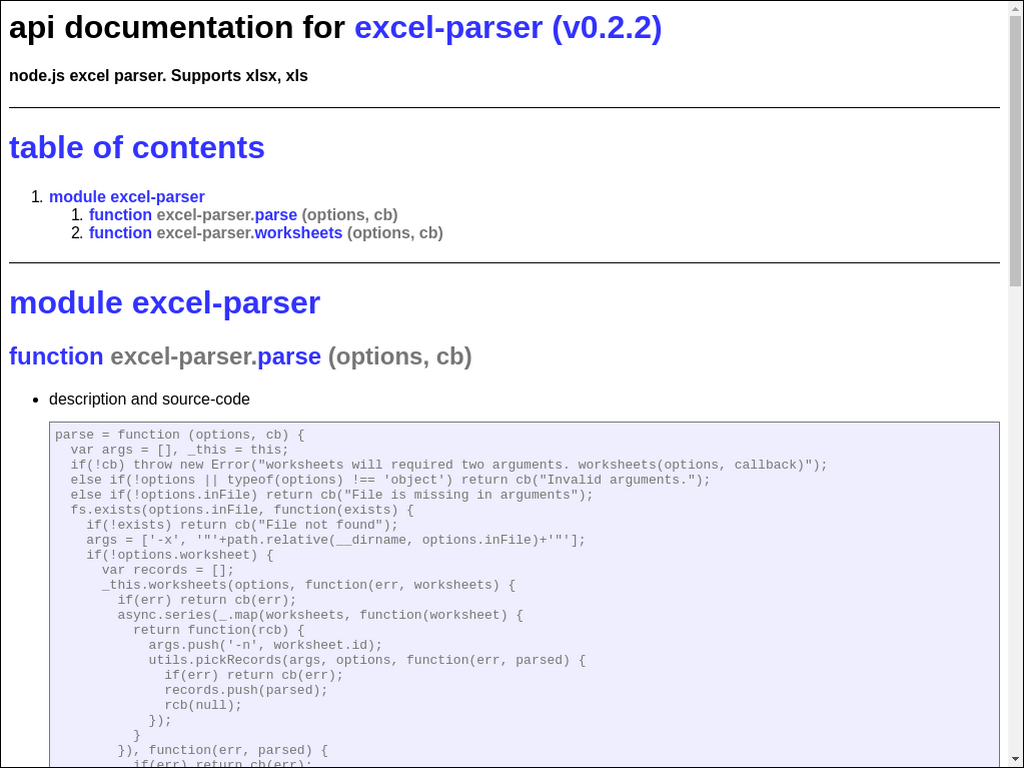 api documentation for excel-parser (v0.2.2)
node.js excel parser. Supports xlsx, xls
table of contents
1. module excel-parser
1. function excel-parser.parse (options, cb)
2. function excel-parser.worksheets (options, cb)
module excel-parser
function excel-parser.parse (options, cb)
• description and source-code
parse = function (options, cb) {
  var args = [], _this = this;
  if(!cb) throw new Error("worksheets will required two arguments. worksheets(options, callback)");
  else if(!options || typeof(options) !== 'object') return cb("Invalid arguments.");
  else if(!options.inFile) return cb("File is missing in arguments");
  fs.exists(options.inFile, function(exists) {
    if(!exists) return cb("File not found");
    args = ['-x', '"'+path.relative(__dirname, options.inFile)+'"'];
    if(!options.worksheet) {
      var records = [];
      _this.worksheets(options, function(err, worksheets) {
        if(err) return cb(err);
        async.series(_.map(worksheets, function(worksheet) {
          return function(rcb) {
            args.push('-n', worksheet.id);
            utils.pickRecords(args, options, function(err, parsed) {
              if(err) return cb(err);
              records.push(parsed);
              rcb(null);
            });
          }
        }), function(err, parsed) {
          if(err) return cb(err);